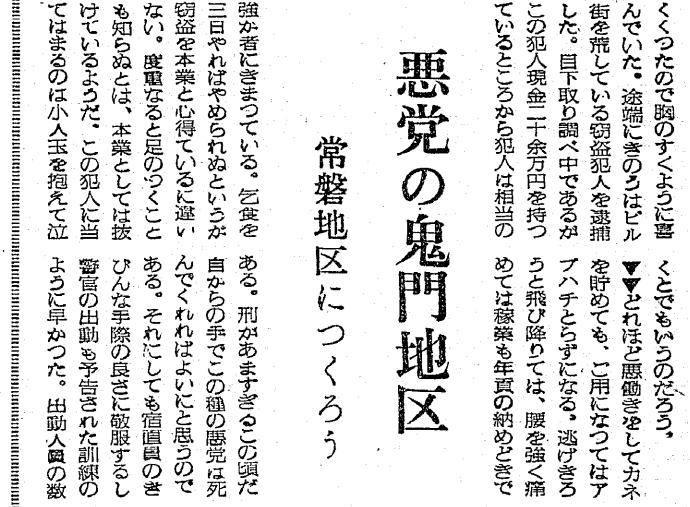 悪党の鬼門地区
常磐地区につくろう
くくつたので胸のすくように喜
んでいた。途端にきのうはビル
街を荒している窃盗犯人を逮捕
した。目下取り調べ中であるが
この犯人現金二十余万円を持つ
ているところから犯人は相当の
強か者にきまつている。乞食を
三日やればやめられぬというが
窃盗を本業と心得ているに違い
ない。度重なると足のつくこと
も知らぬとは、本業としては抜
けているようだ。この犯人に当
てはまるのは小人玉を抱えて泣
くとでもいうのだろう。
▼▼どれほど悪働きをしてカネ
を貯めても、ご用になつてはア
ブハチとらずになる。逃げきろ
うと飛び降りては、腰を強く痛
めては稼業も年貢の納めどきで
ある。刑があますぎるこの頃だ
自からの手でこの種の悪党は死
んでくれればよいにと思うので
ある。それにしても宿直員のき
びんな手際の良さに敬服するし
警官の出動も予告された訓練の
ように早かつた。出動人員の数